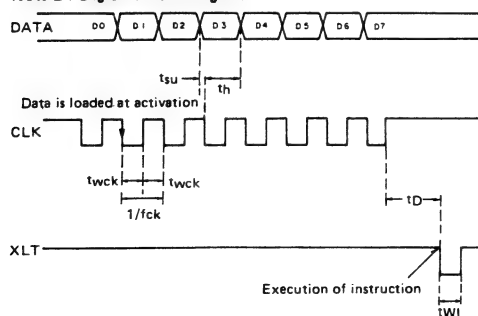 DATA D0 D1 D2 D3 D4 D5 D6 D7
tsu th
Data is loaded at activation
CLK
twck twck
1/fck
tD
XLT
Execution of instruction
tWL